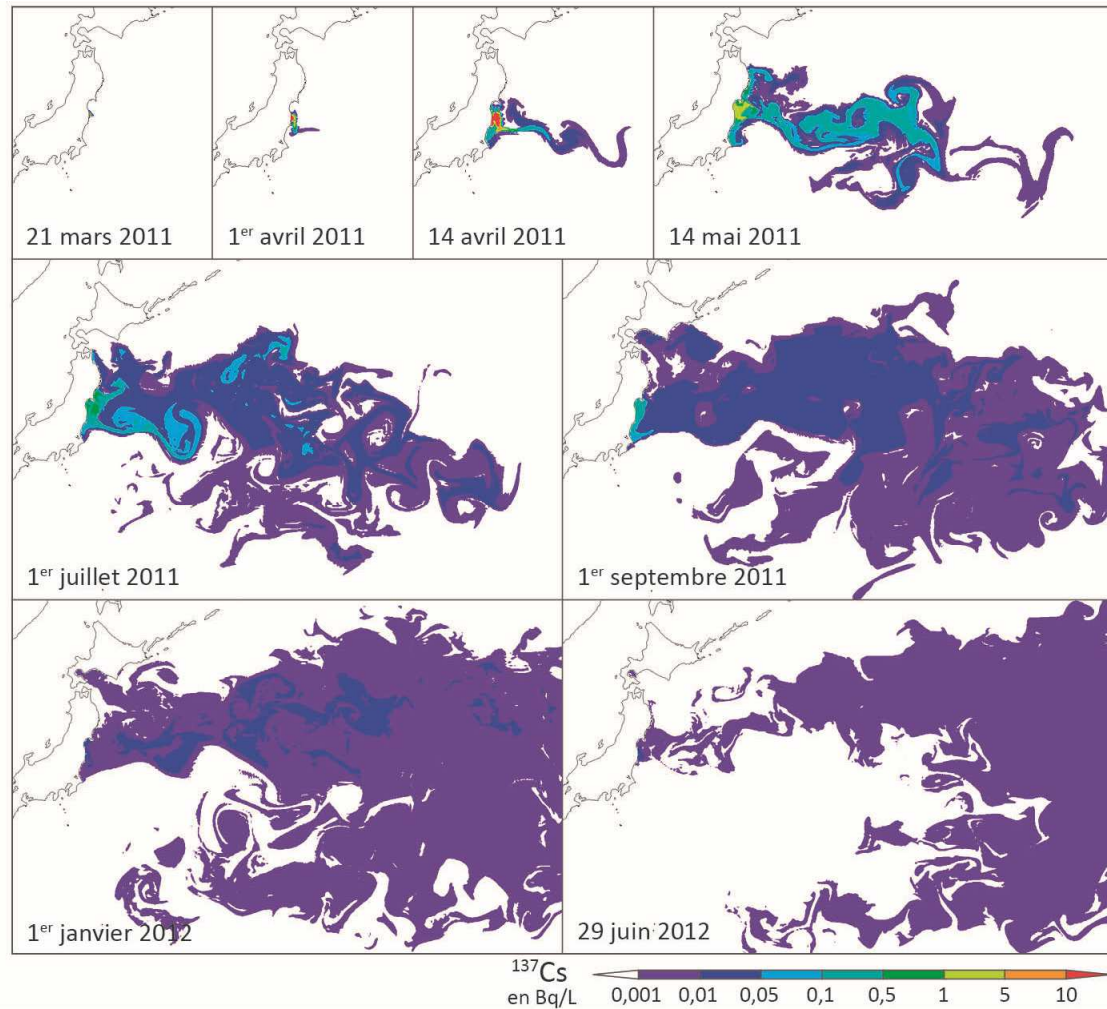 21 mars 2011
1er avril 2011
14 avril 2011
14 mai 2011
1er juillet 2011
1er septembre 2011
1er janvier 2012
29 juin 2012
137Cs
en Bq/L
0,001 0,01 0,05 0,1 0,5 1 5 10